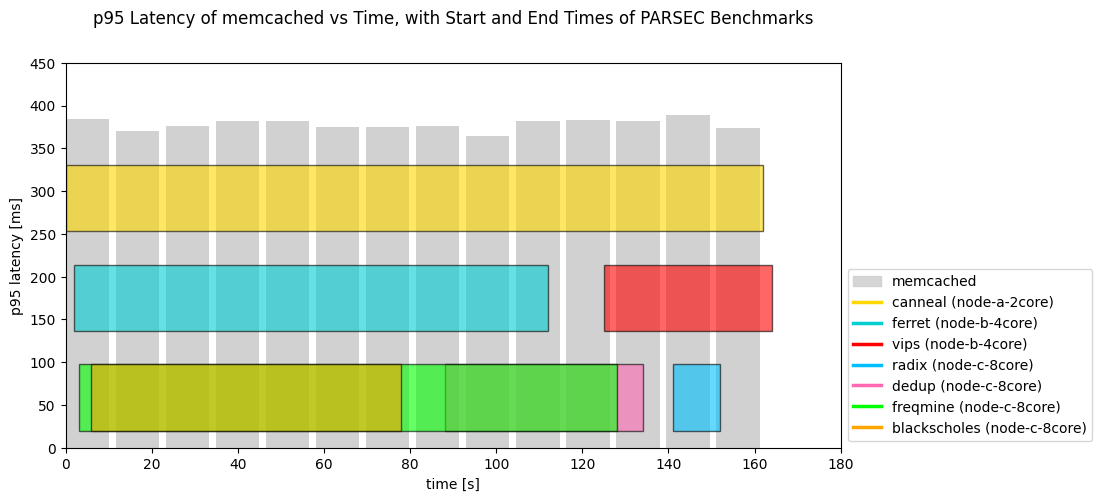 p95 Latency of memcached vs Time, with Start and End Times of PARSEC Benchmarks
450
400
350
300
250
200
150
100
50
0
p95 latency [ms]
0 20 40 60 80 100 120 140 160 180
time [s]
memcached
canneal (node-a-2core)
ferret (node-b-4core)
vips (node-b-4core)
radix (node-c-8core)
dedup (node-c-8core)
freqmine (node-c-8core)
blackscholes (node-c-8core)